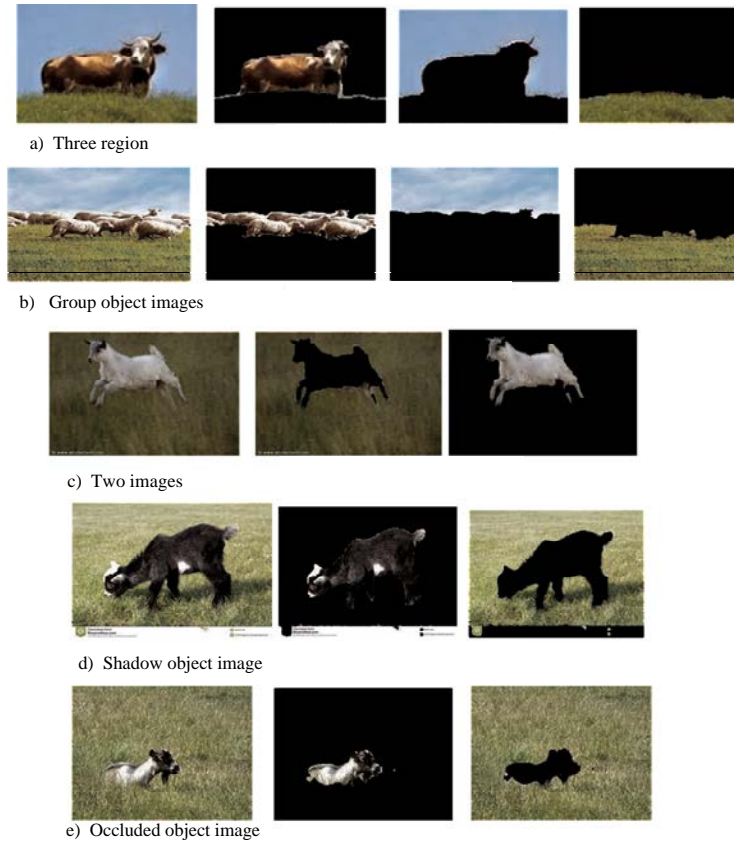 a) Three region
b) Group object images
c) Two images
d) Shadow object image
e) Occluded object image